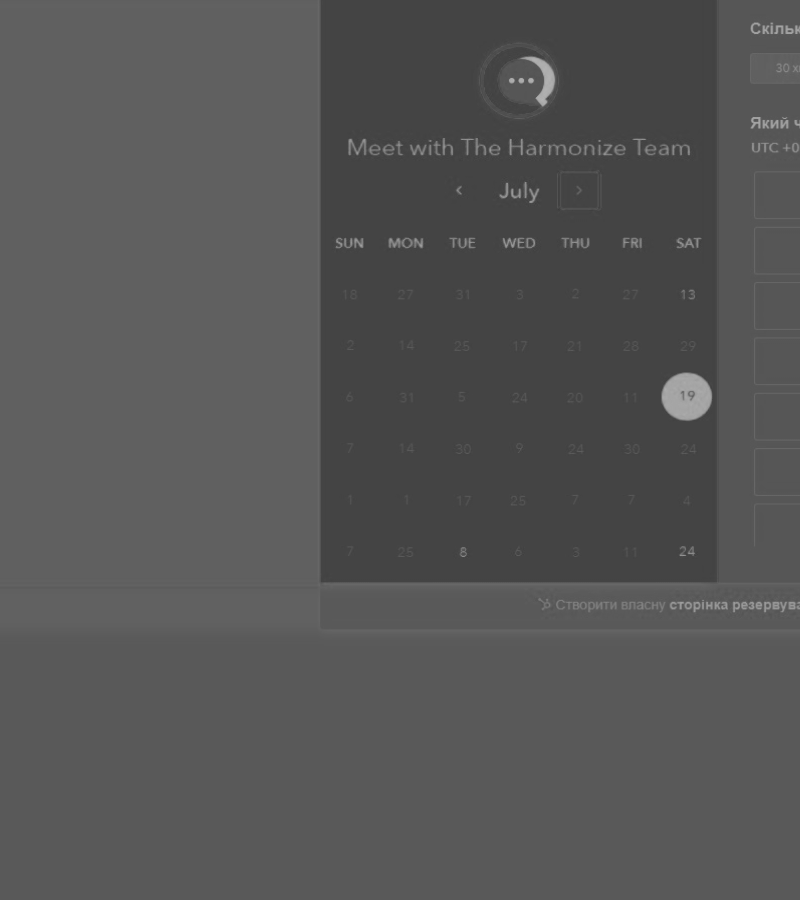 Meet with The Harmonize Team
July
SUN MON TUE WED THU FRI SAT
18 27 31 3 2 27 13
2 14 25 17 21 28 29
6 31 5 24 20 11 19
7 14 30 9 24 30 24
1 1 17 25 7 7 4
7 25 8 6 3 11 24
30
Який
UTC +0
Створити власну сторінка